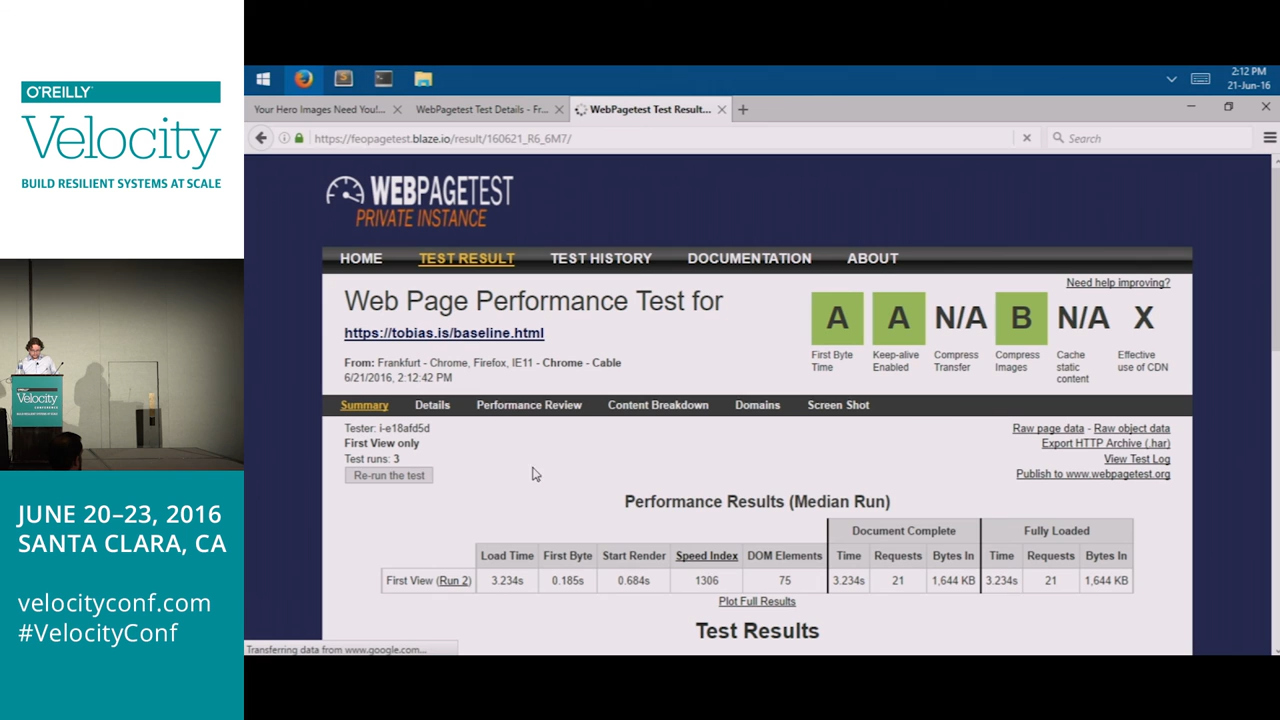 O'REILLY
Velocity
BUILD RESILIENT SYSTEMS AT SCALE
Velocity
JUNE 20–23, 2016
SANTA CLARA, CA
velocityconf.com
#VelocityConf
2:12 PM
21-Jun-16
Your Hero Images Need You!...
WebPagetest Test Details - Fr...
WebPagetest Test Result...
https://feopagetest.blaze.io/result/160621_R6_6M7/
Search
WEBPAGETEST
PRIVATE INSTANCE
HOME TEST RESULT TEST HISTORY DOCUMENTATION ABOUT
Need help improving?
Web Page Performance Test for
https://tobias.is/baseline.html
From: Frankfurt - Chrome, Firefox, IE11 - Chrome - Cable
6/21/2016, 2:12:42 PM
A A N/A B N/A X
First Byte Time
Keep-alive Enabled
Compress Transfer
Compress Images
Cache static content
Effective use of CDN
Summary Details Performance Review Content Breakdown Domains Screen Shot
Tester: i-e18afd5d
First View only
Test runs: 3
Re-run the test
Raw page data - Raw object data
Export HTTP Archive (.har)
View Test Log
Publish to www.webpagetest.org
Performance Results (Median Run)
Document Complete Fully Loaded
Load Time First Byte Start Render Speed Index DOM Elements Time Requests Bytes In Time Requests Bytes In
First View (Run 2) 3.234s 0.185s 0.684s 1306 75 3.234s 21 1,644 KB 3.234s 21 1,644 KB
Plot Full Results
Test Results
Transferring data from www.google.com...